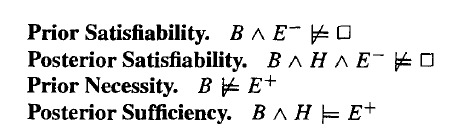 Prior Satisfiability. B ∧ E⁻ ⊭ □
Posterior Satisfiability. B ∧ H ∧ E⁻ ⊭ □
Prior Necessity. B ⊭ E⁺
Posterior Sufficiency. B ∧ H ⊨ E⁺